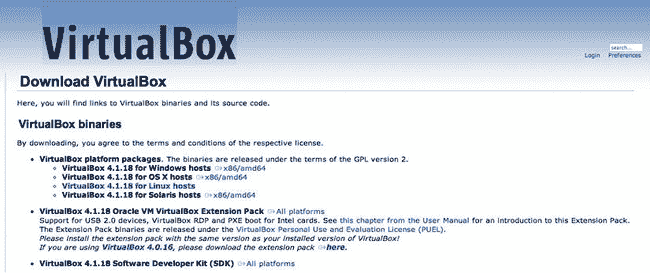 VirtualBox
search...
Login Preferences
Download VirtualBox
Here, you will find links to VirtualBox binaries and its source code.
VirtualBox binaries
By downloading, you agree to the terms and conditions of the respective license.
• VirtualBox platform packages. The binaries are released under the terms of the GPL version 2.
◦ VirtualBox 4.1.18 for Windows hosts x86/amd64
◦ VirtualBox 4.1.18 for OS X hosts x86/amd64
◦ VirtualBox 4.1.18 for Linux hosts
◦ VirtualBox 4.1.18 for Solaris hosts x86/amd64
• VirtualBox 4.1.18 Oracle VM VirtualBox Extension Pack All platforms
Support for USB 2.0 devices, VirtualBox RDP and PXE boot for Intel cards. See this chapter from the User Manual for an introduction to this Extension Pack.
The Extension Pack binaries are released under the VirtualBox Personal Use and Evaluation License (PUEL).
Please install the extension pack with the same version as your installed version of VirtualBox!
If you are using VirtualBox 4.0.16, please download the extension pack here.
• VirtualBox 4.1.18 Software Developer Kit (SDK) All platforms